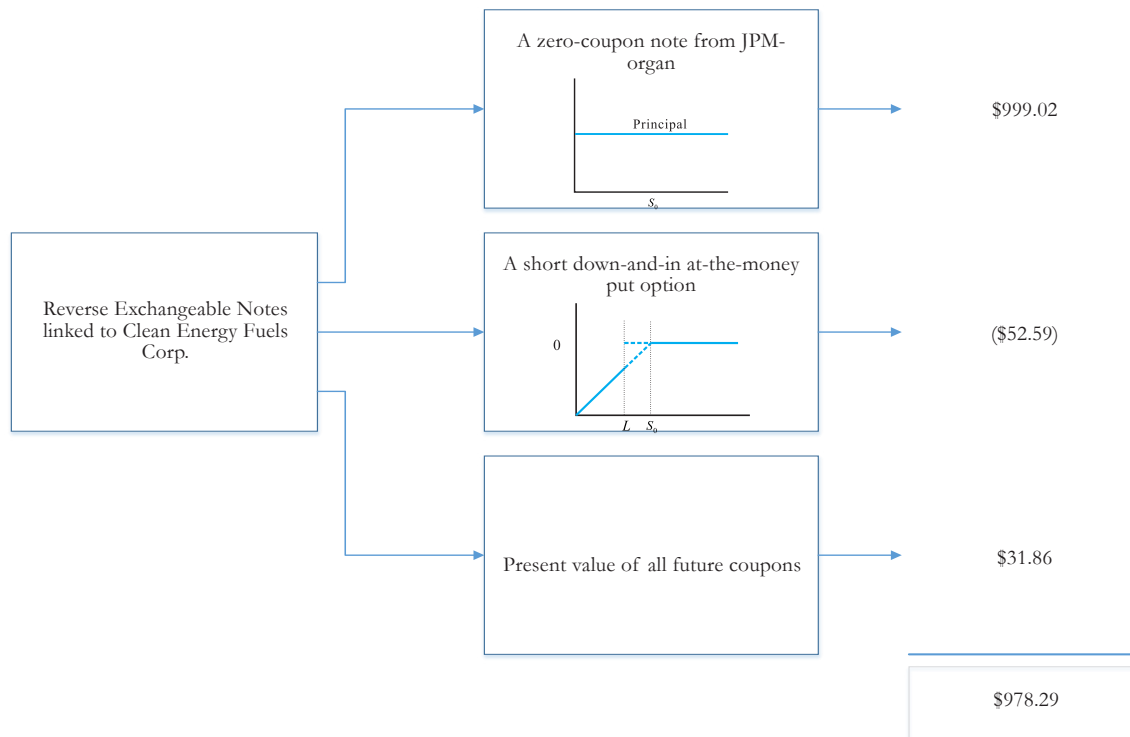 A zero-coupon note from JPM-
organ
Principal
S₀
$999.02
Reverse Exchangeable Notes
linked to Clean Energy Fuels
Corp.
A short down-and-in at-the-money
put option
0
L S₀
($52.59)
Present value of all future coupons
$31.86
$978.29